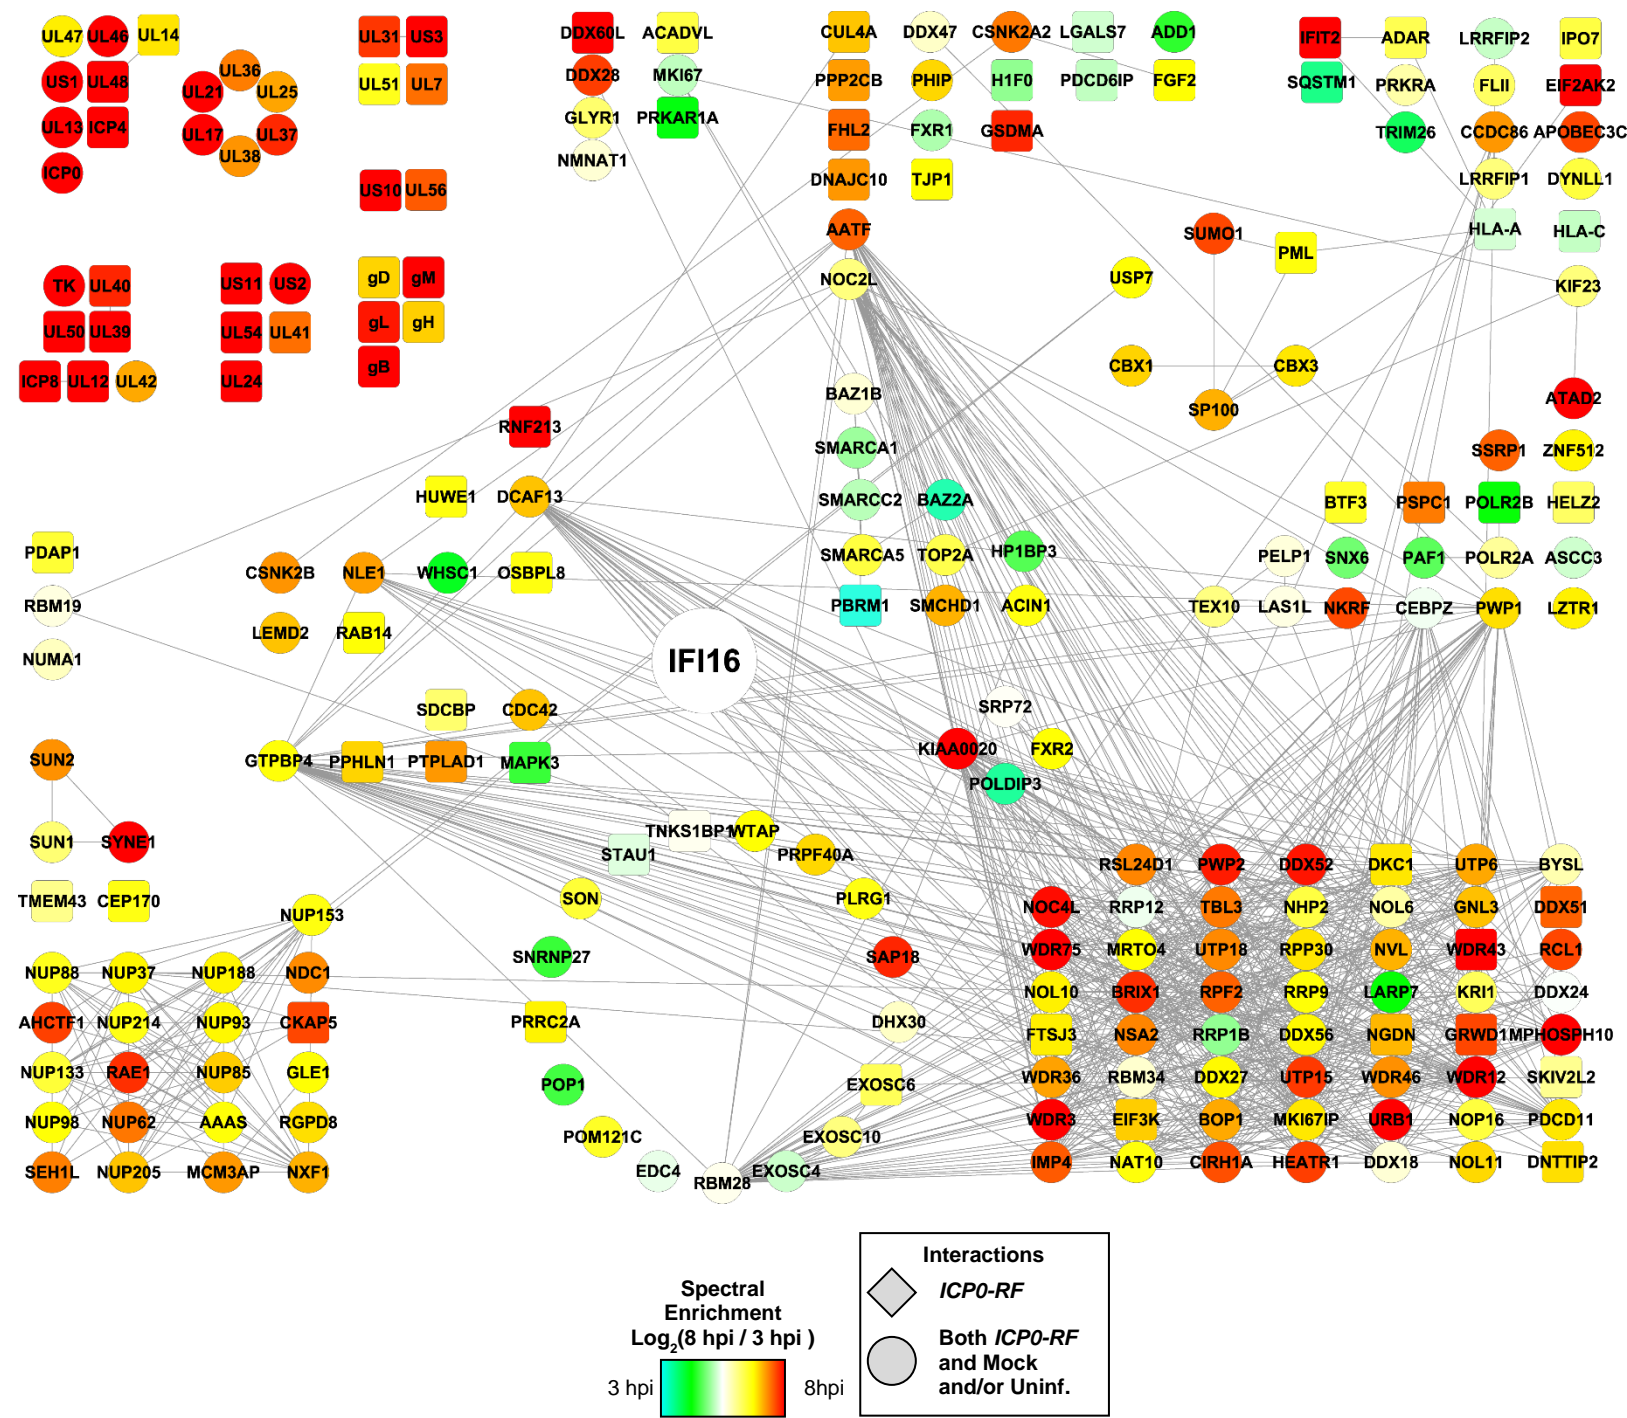 UL47 UL46 UL14
US1 UL48
UL13 ICP4
ICP0
UL36
UL21 UL25
UL17 UL37
UL38
UL31 US3
UL51 UL7
US10 UL56
TK UL40
UL50 UL39
ICP8 UL12 UL42
US11 US2
UL54 UL41
UL24
gD gM
gL gH
gB
DDX60L ACADVL
DDX28 MKI67
GLYR1 PRKAR1A
NMNAT1
CUL4A DDX47 CSNK2A2 LGALS7 ADD1
PPP2CB PHIP H1F0 PDCD6IP FGF2
FHL2 FXR1 GSDMA
DNAJC10 TJP1
AATF
NOC2L
IFIT2 ADAR LRRFIP2 IPO7
SQSTM1 PRKRA FLII EIF2AK2
TRIM26 CCDC86 APOBEC3C
LRRFIP1 DYNLL1
HLA-A HLA-C
SUMO1 PML
USP7 KIF23
CBX1 CBX3
SP100 ATAD2
BAZ1B
SMARCA1
SMARCC2 BAZ2A
SMARCA5 TOP2A HP1BP3
PBRM1 SMCHD1 ACIN1
RNF213
HUWE1 DCAF13
CSNK2B NLE1 WHSC1 OSBPL8
LEMD2 RAB14
SSRP1 ZNF512
BTF3 PSPC1 POLR2B HELZ2
PELP1 SNX6 PAF1 POLR2A ASCC3
TEX10 LAS1L NKRF CEBPZ PWP1 LZTR1
PDAP1
RBM19
NUMA1
IFI16
SDCBP CDC42
GTPBP4 PPHLN1 PTPLAD1 MAPK3
SRP72
KIAA0020 FXR2
POLDIP3
SUN2
SUN1 SYNE1
TMEM43 CEP170
TNKS1BP1 WTAP
STAU1 PRPF40A
SON PLRG1
SNRNP27 SAP18
PRRC2A DHX30
POP1 EXOSC6
POM121C EXOSC10
EDC4 RBM28 EXOSC4
NUP153
NUP88 NUP37 NUP188 NDC1
AHCTF1 NUP214 NUP93 CKAP5
NUP133 RAE1 NUP85 GLE1
NUP98 NUP62 AAAS RGPD8
SEH1L NUP205 MCM3AP NXF1
RSL24D1 PWP2 DDX52 DKC1 UTP6 BYSL
NOC4L RRP12 TBL3 NHP2 NOL6 GNL3 DDX51
WDR75 MRTO4 UTP18 RPP30 NVL WDR43 RCL1
NOL10 BRIX1 RPF2 RRP9 LARP7 KRI1 DDX24
FTSJ3 NSA2 RRP1B DDX56 NGDN GRWD1 MPHOSPH10
WDR36 RBM34 DDX27 UTP15 WDR46 WDR12 SKIV2L2
WDR3 EIF3K BOP1 MKI67IP URB1 NOP16 PDCD11
IMP4 NAT10 CIRH1A HEATR1 DDX18 NOL11 DNTTIP2
Spectral
Enrichment
Log2(8 hpi / 3 hpi )
3 hpi 8hpi
Interactions
ICP0-RF
Both ICP0-RF
and Mock
and/or Uninf.